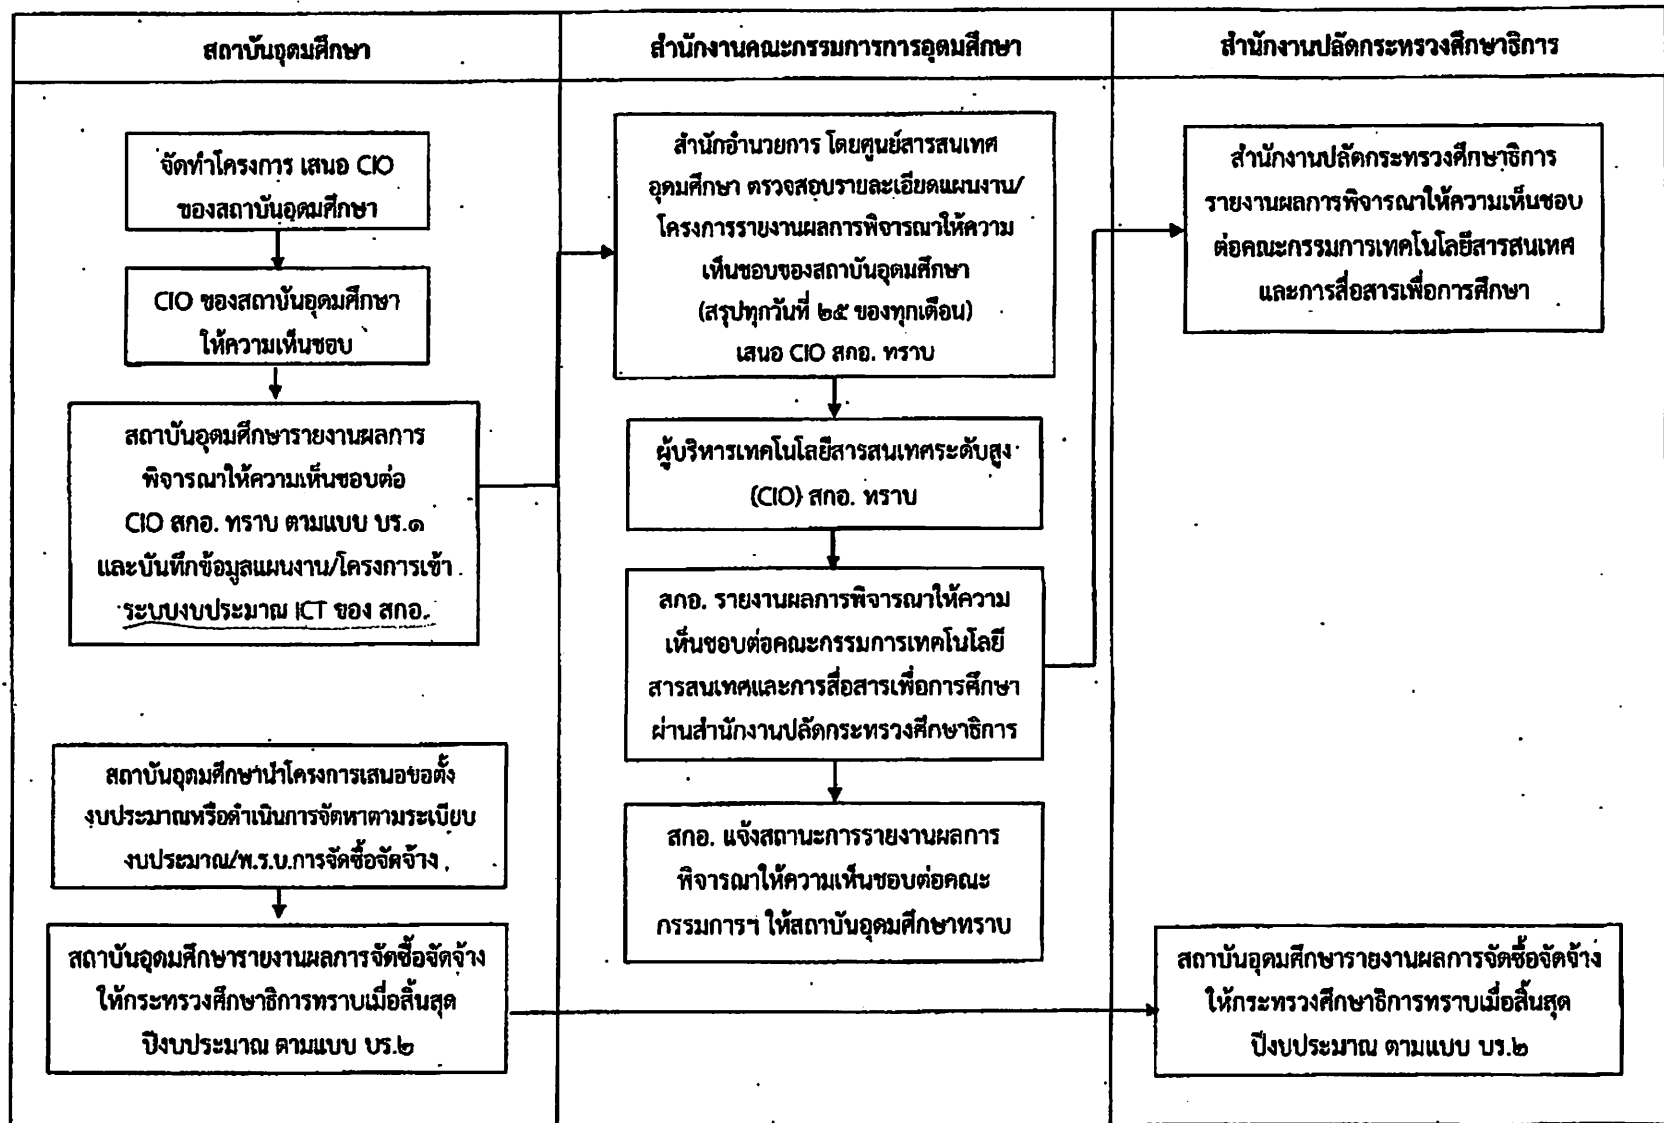 สถาบันอุดมศึกษา
สำนักงานคณะกรรมการการอุดมศึกษา
สำนักงานปลัดกระทรวงศึกษาธิการ
จัดทำโครงการ เสนอ CIO
ของสถาบันอุดมศึกษา
CIO ของสถาบันอุดมศึกษา
ให้ความเห็นชอบ
สถาบันอุดมศึกษารายงานผลการ
พิจารณาให้ความเห็นชอบต่อ
CIO สกอ. ทราบ ตามแบบ บร.๑
และบันทึกข้อมูลแผนงาน/โครงการเข้า
ระบบงบประมาณ ICT ของ สกอ.
สถาบันอุดมศึกษานำโครงการเสนอขอตั้ง
งบประมาณหรือดำเนินการจัดหาตามระเบียบ
งบประมาณ/พ.ร.บ.การจัดซื้อจัดจ้าง
สถาบันอุดมศึกษารายงานผลการจัดซื้อจัดจ้าง
ให้กระทรวงศึกษาธิการทราบเมื่อสิ้นสุด
ปีงบประมาณ ตามแบบ บร.๒
สำนักอำนวยการ โดยศูนย์สารสนเทศ
อุดมศึกษา ตรวจสอบรายละเอียดแผนงาน/
โครงการรายงานผลการพิจารณาให้ความ
เห็นชอบของสถาบันอุดมศึกษา
(สรุปทุกวันที่ ๒๕ ของทุกเดือน)
เสนอ CIO สกอ. ทราบ
ผู้บริหารเทคโนโลยีสารสนเทศระดับสูง
(CIO) สกอ. ทราบ
สกอ. รายงานผลการพิจารณาให้ความ
เห็นชอบต่อคณะกรรมการเทคโนโลยี
สารสนเทศและการสื่อสารเพื่อการศึกษา
ผ่านสำนักงานปลัดกระทรวงศึกษาธิการ
สกอ. แจ้งสถานะการรายงานผลการ
พิจารณาให้ความเห็นชอบต่อคณะ
กรรมการฯ ให้สถาบันอุดมศึกษาทราบ
สำนักงานปลัดกระทรวงศึกษาธิการ
รายงานผลการพิจารณาให้ความเห็นชอบ
ต่อคณะกรรมการเทคโนโลยีสารสนเทศ
และการสื่อสารเพื่อการศึกษา
สถาบันอุดมศึกษารายงานผลการจัดซื้อจัดจ้าง
ให้กระทรวงศึกษาธิการทราบเมื่อสิ้นสุด
ปีงบประมาณ ตามแบบ บร.๒